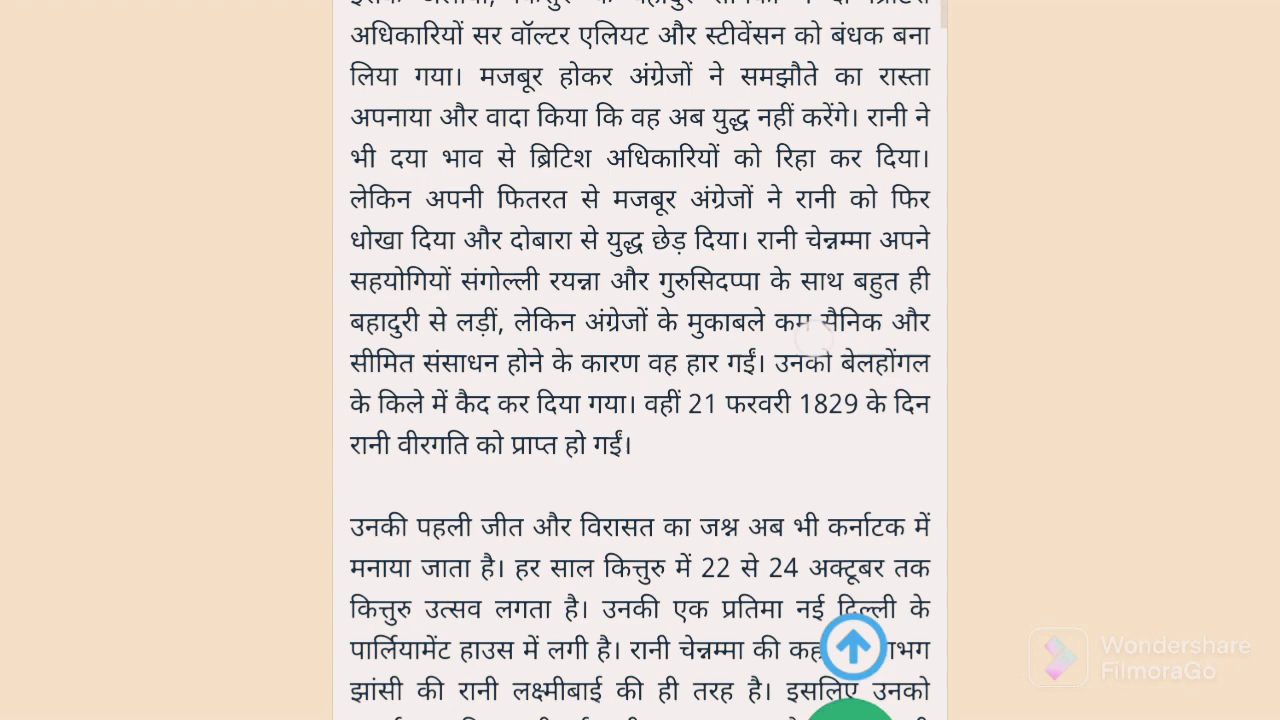 अधिकारियों सर वॉल्टर एलियट और स्टीवेंसन को बंधक बना
लिया गया। मजबूर होकर अंग्रेजों ने समझौते का रास्ता
अपनाया और वादा किया कि वह अब युद्ध नहीं करेंगे। रानी ने
भी दया भाव से ब्रिटिश अधिकारियों को रिहा कर दिया।
लेकिन अपनी फितरत से मजबूर अंग्रेजों ने रानी को फिर
धोखा दिया और दोबारा से युद्ध छेड़ दिया। रानी चेन्नम्मा अपने
सहयोगियों संगोल्ली रयन्ना और गुरुसिदप्पा के साथ बहुत ही
बहादुरी से लड़ीं, लेकिन अंग्रेजों के मुकाबले कम सैनिक और
सीमित संसाधन होने के कारण वह हार गईं। उनको बेलहोंगल
के किले में कैद कर दिया गया। वहीं 21 फरवरी 1829 के दिन
रानी वीरगति को प्राप्त हो गईं।
उनकी पहली जीत और विरासत का जश्न अब भी कर्नाटक में
मनाया जाता है। हर साल कित्तुरु में 22 से 24 अक्टूबर तक
कित्तुरु उत्सव लगता है। उनकी एक प्रतिमा नई दिल्ली के
पार्लियामेंट हाउस में लगी है। रानी चेन्नम्मा की
झांसी की रानी लक्ष्मीबाई की ही तरह है। इसलिए उनको
Wondershare
FilmoraGo